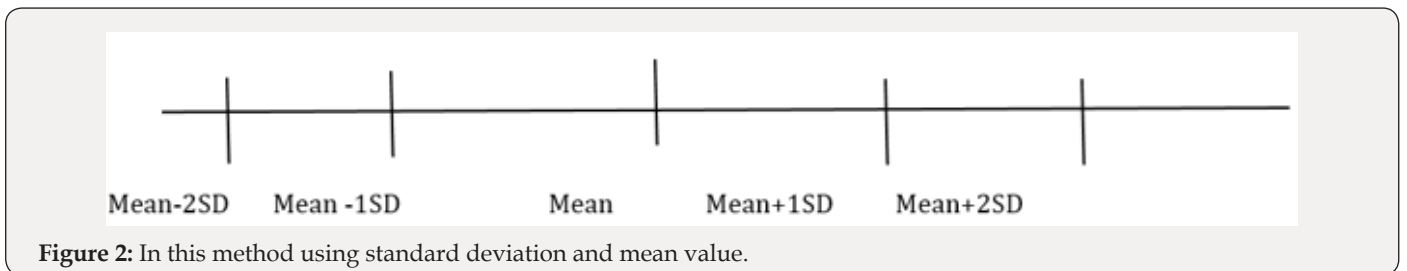 Mean-2SD Mean -1SD Mean Mean+1SD Mean+2SD
Figure 2: In this method using standard deviation and mean value.